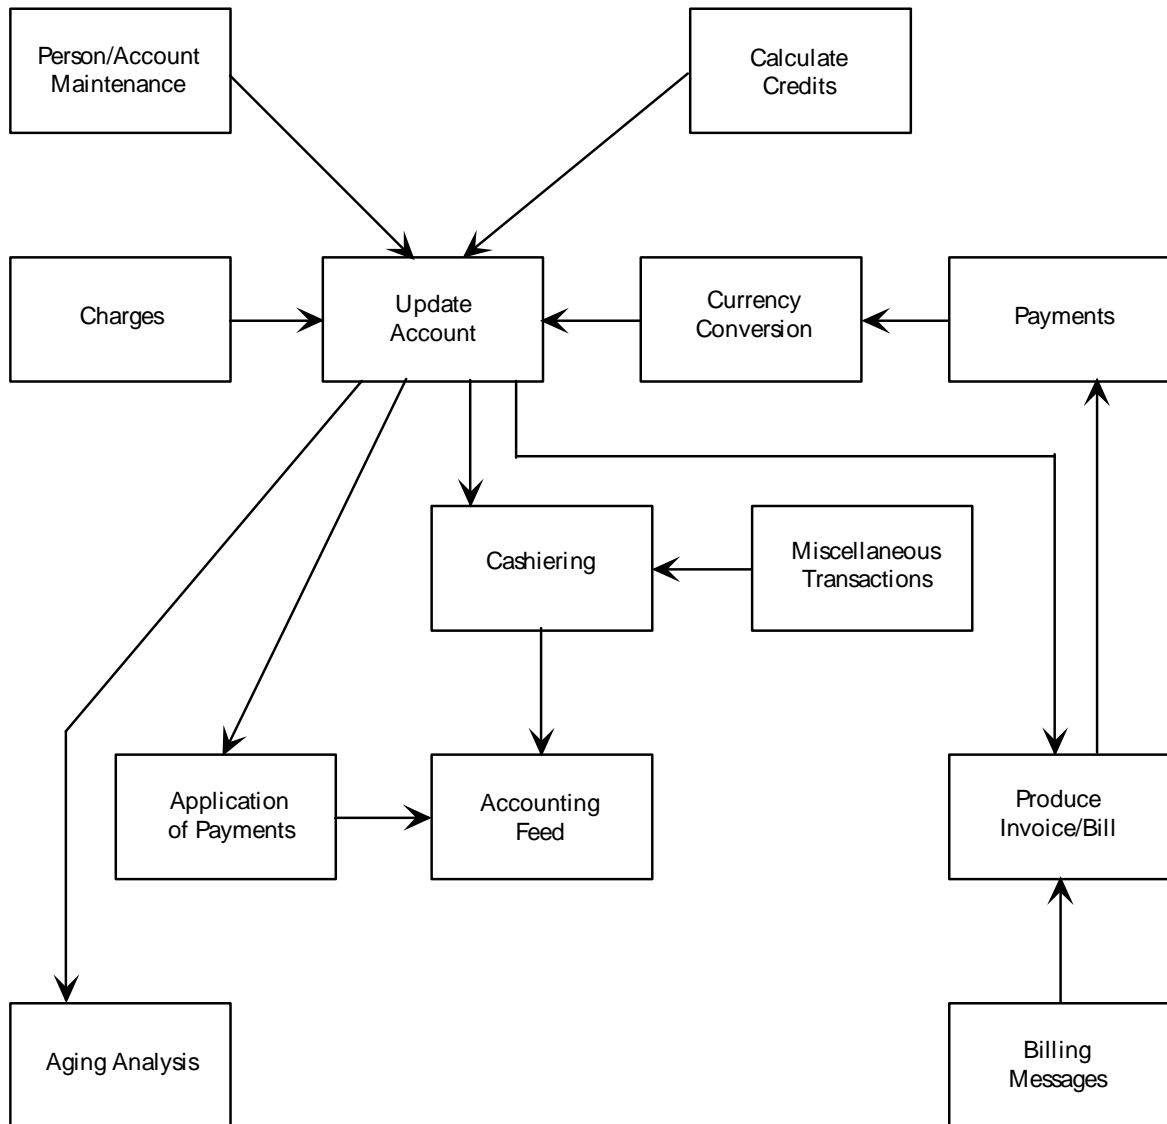 Person/Account
Maintenance
Calculate
Credits
Charges
Update
Account
Currency
Conversion
Payments
Cashiering
Miscellaneous
Transactions
Application
of Payments
Accounting
Feed
Produce
Invoice/Bill
Aging Analysis
Billing
Messages